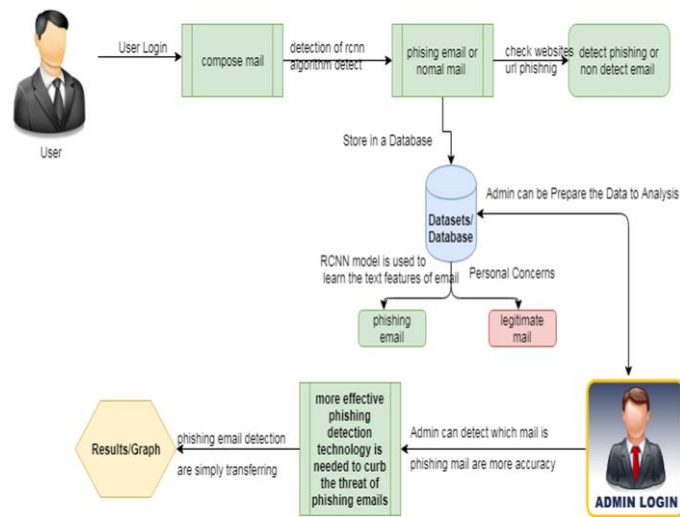 User Login
compose mail
detection of rcnn
algorithm detect
phising email or
nomal mail
check websites
url phishnig
detect phishing or
non detect email
User
Store in a Database
Admin can be Prepare the Data to Analysis
Datasets/
Database
RCNN model is used to
learn the text features of email
Personal Concerns
phishing
email
legitimate
mail
more effective
phishing
detection
technology is
needed to curb
the threat of
phishing emails
Results/Graph
phishing email detection
are simply transferring
Admin can detect which mail is
phishing mail are more accuracy
ADMIN LOGIN